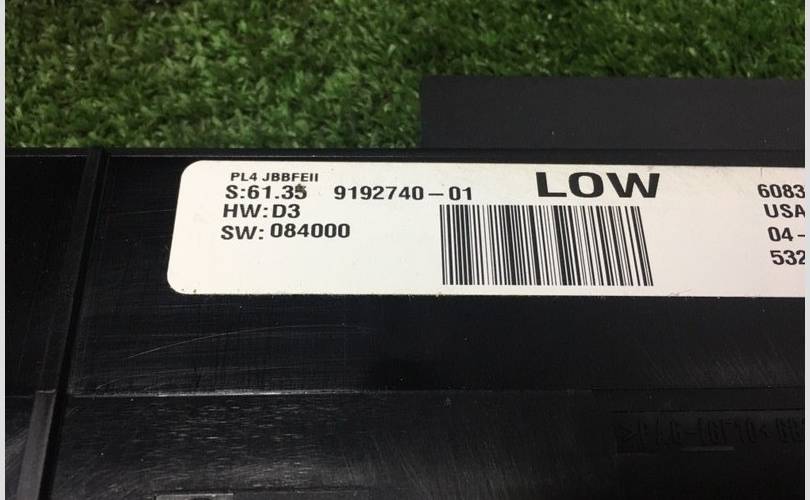 PL4 JBBFEII
S:61.35 9192740-01
HW:D3
SW: 084000
LOW
6083
USA
04-
532